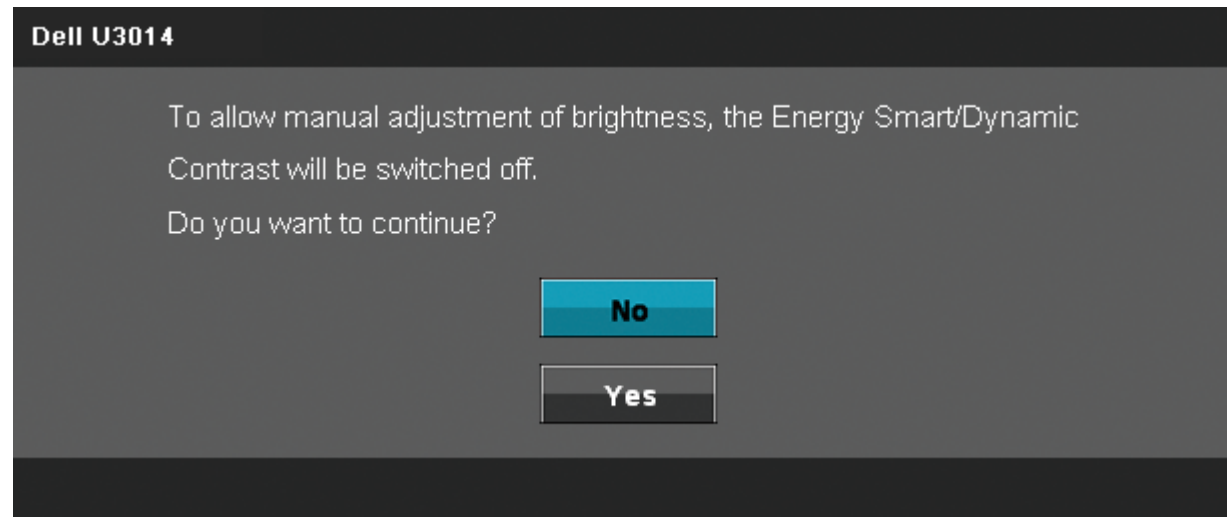 Dell U3014
To allow manual adjustment of brightness, the Energy Smart/Dynamic
Contrast will be switched off.
Do you want to continue?
No
Yes